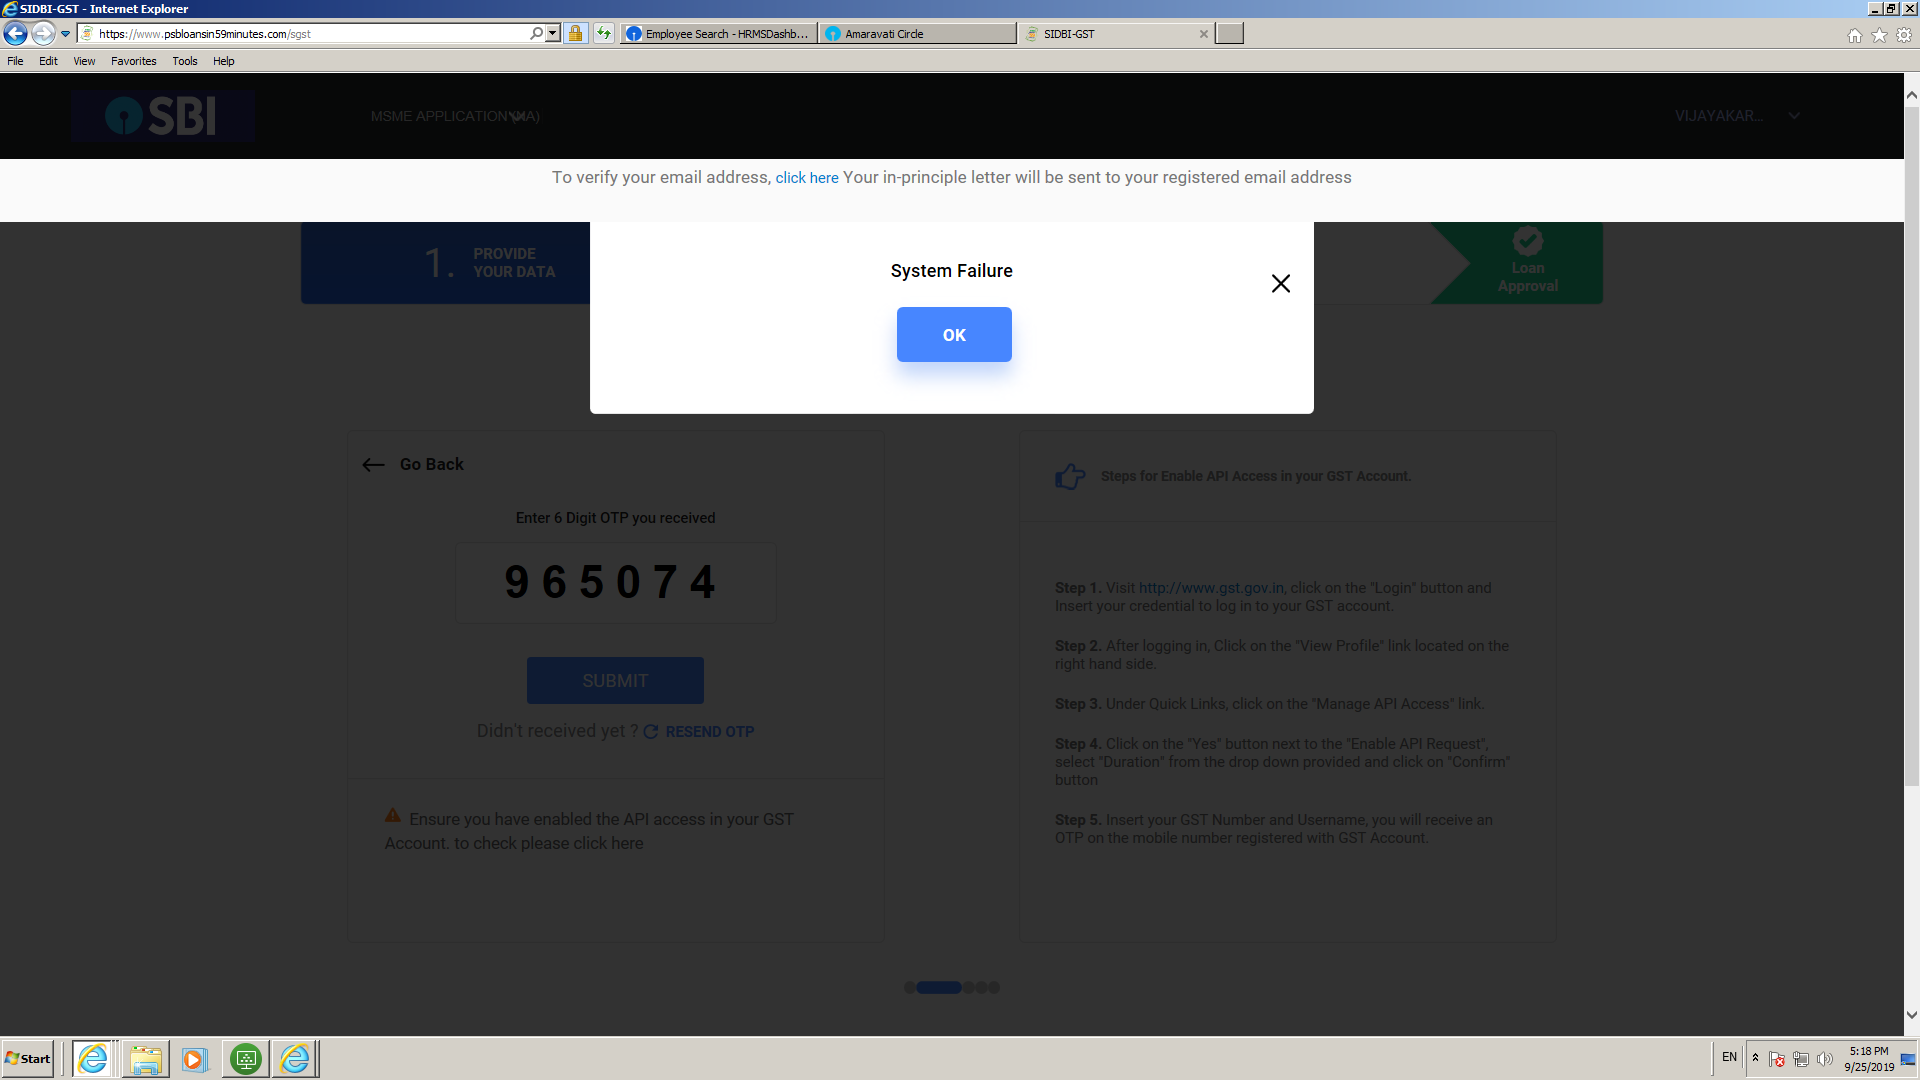 SIDBI-GST - Internet Explorer
https://www.psbloansin59minutes.com/sgst
Employee Search - HRMSDashb...
Amaravati Circle
SIDBI-GST
File Edit View Favorites Tools Help
SBI
MSME APPLICATION
VIJAYAKAR...
To verify your email address, click here Your in-principle letter will be sent to your registered email address
1. PROVIDE
YOUR DATA
Loan
Approval
System Failure
OK
Go Back
Enter 6 Digit OTP you received
965074
SUBMIT
Didn't received yet ? RESEND OTP
Ensure you have enabled the API access in your GST
Account. to check please click here
Steps for Enable API Access in your GST Account.
Step 1. Visit http://www.gst.gov.in, click on the "Login" button and
Insert your credential to log in to your GST account.
Step 2. After logging in, Click on the "View Profile" link located on the
right hand side.
Step 3. Under Quick Links, click on the "Manage API Access" link.
Step 4. Click on the "Yes" button next to the "Enable API Request",
select "Duration" from the drop down provided and click on "Confirm"
button
Step 5. Insert your GST Number and Username, you will receive an
OTP on the mobile number registered with GST Account.
Start
EN
5:18 PM
9/25/2019